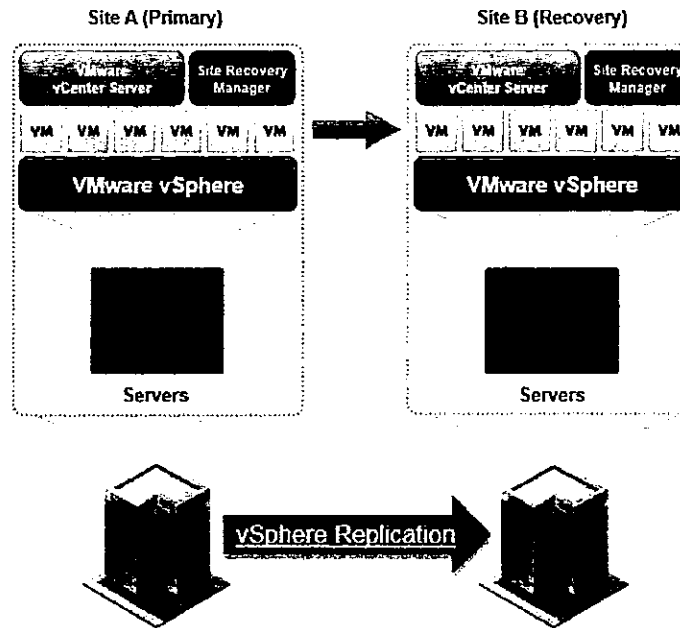 Site A (Primary)
Site B (Recovery)
VMware
vCenter Server
Site Recovery
Manager
VMware
vCenter Server
Site Recovery
Manager
VM VM VM VM VM VM
VM VM VM VM VM VM
VMware vSphere
VMware vSphere
Servers
Servers
vSphere Replication